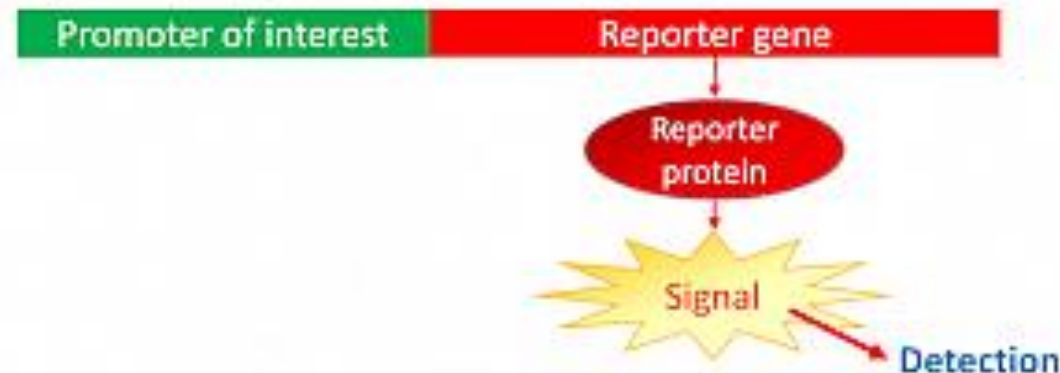 Promoter of interest Reporter gene
Reporter
protein
Signal
Detection